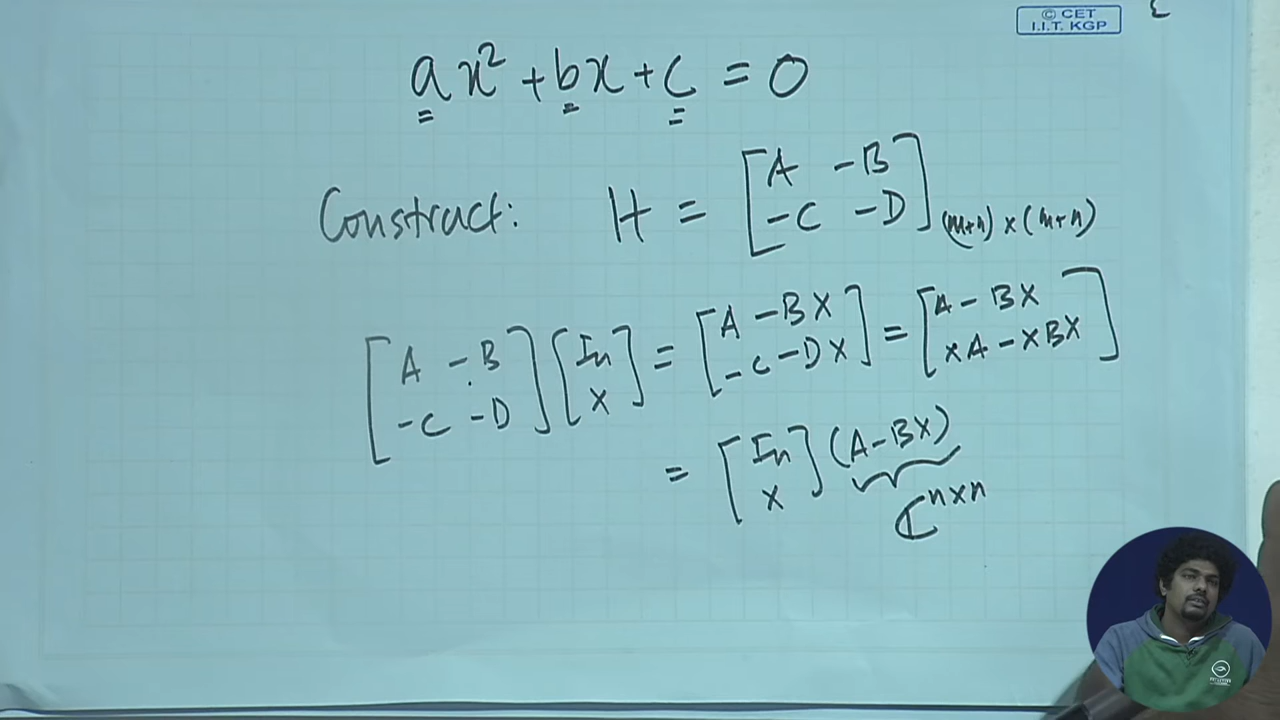 © CET
I.I.T. KGP
ax² + bx + c = 0
Construct: H = [A -B; -C -D] (m+n) × (m+n)
[A -B; -C -D] [In; X] = [A - BX; -C - DX] = [A - BX; XA - XBX]
= [In; X] (A - BX)
ℂⁿˣⁿ